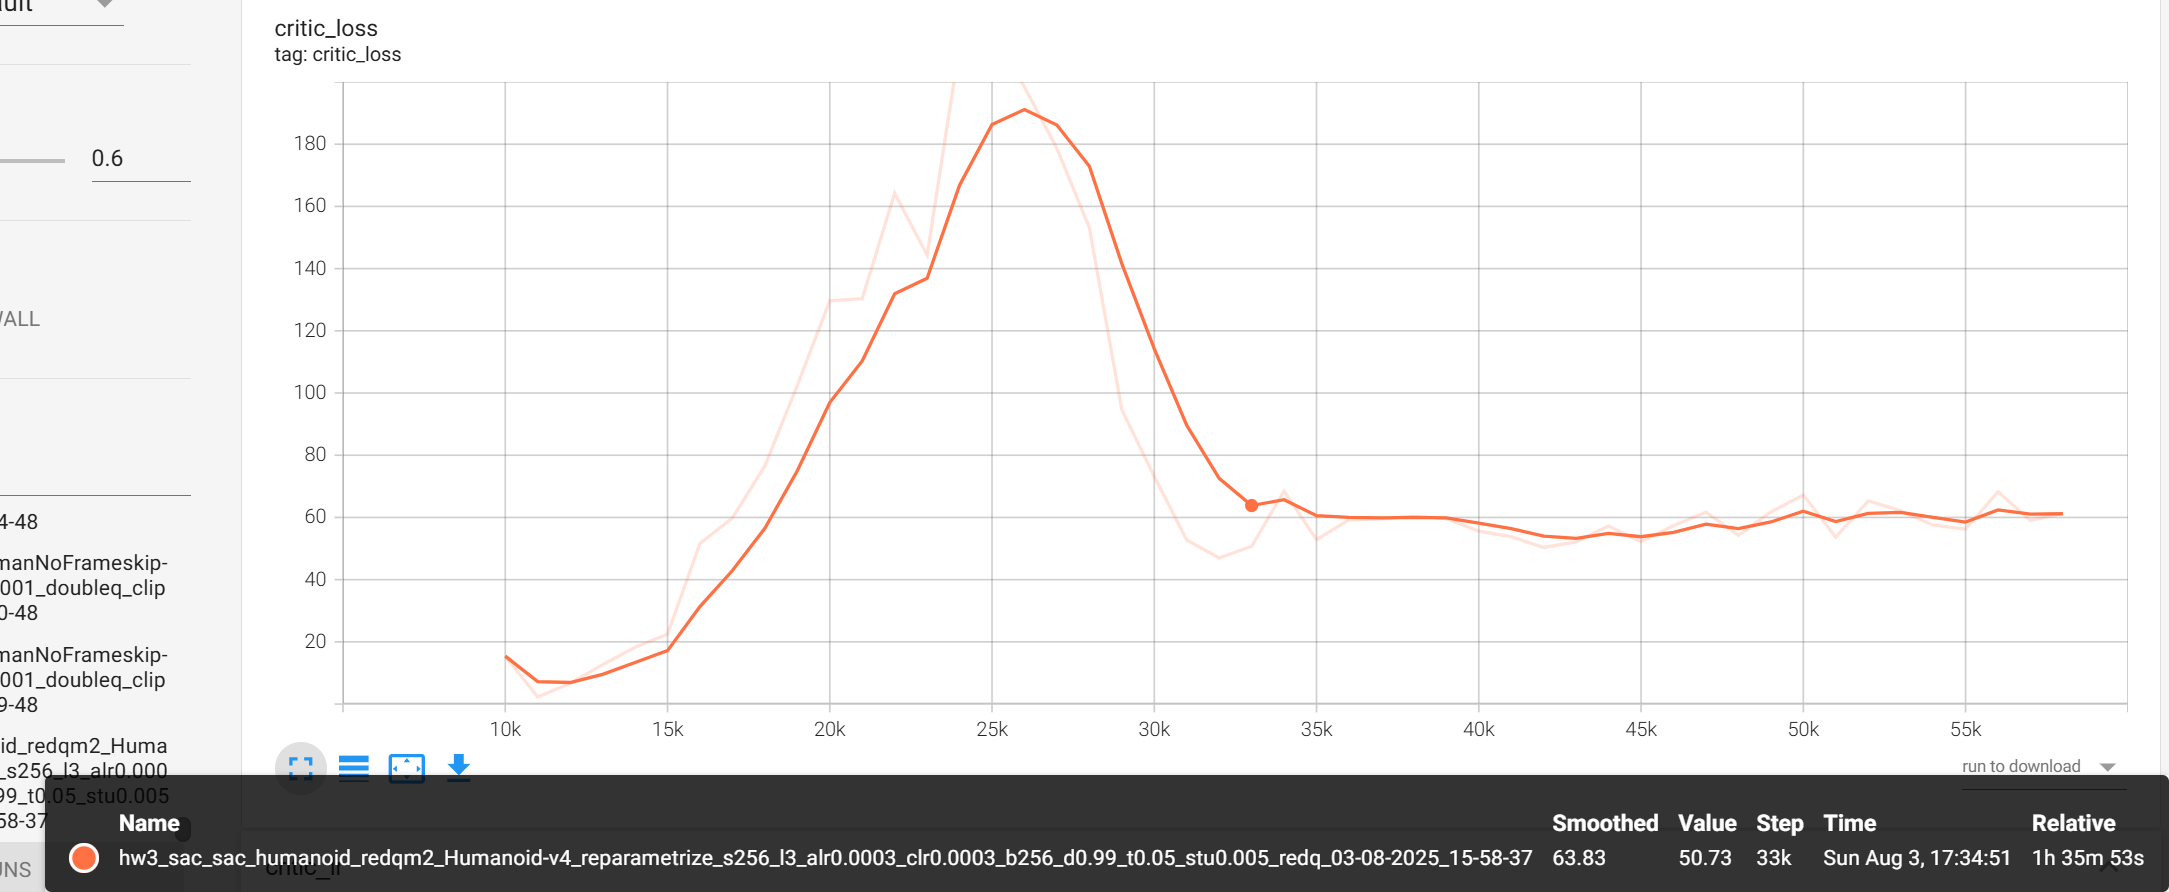 ault
critic_loss
tag: critic_loss
0.6
WALL
4-48
manNoFrameskip-
001_doubleq_clip
0-48
manNoFrameskip-
001_doubleq_clip
9-48
id_redqm2_Huma
_s256_l3_alr0.000
99_t0.05_stu0.005
58-37
UNS
180
160
140
120
100
80
60
40
20
10k 15k 20k 25k 30k 35k 40k 45k 50k 55k
run to download
Name Smoothed Value Step Time Relative
hw3_sac_sac_humanoid_redqm2_Humanoid-v4_reparametrize_s256_l3_alr0.0003_clr0.0003_b256_d0.99_t0.05_stu0.005_redq_03-08-2025_15-58-37 63.83 50.73 33k Sun Aug 3, 17:34:51 1h 35m 53s